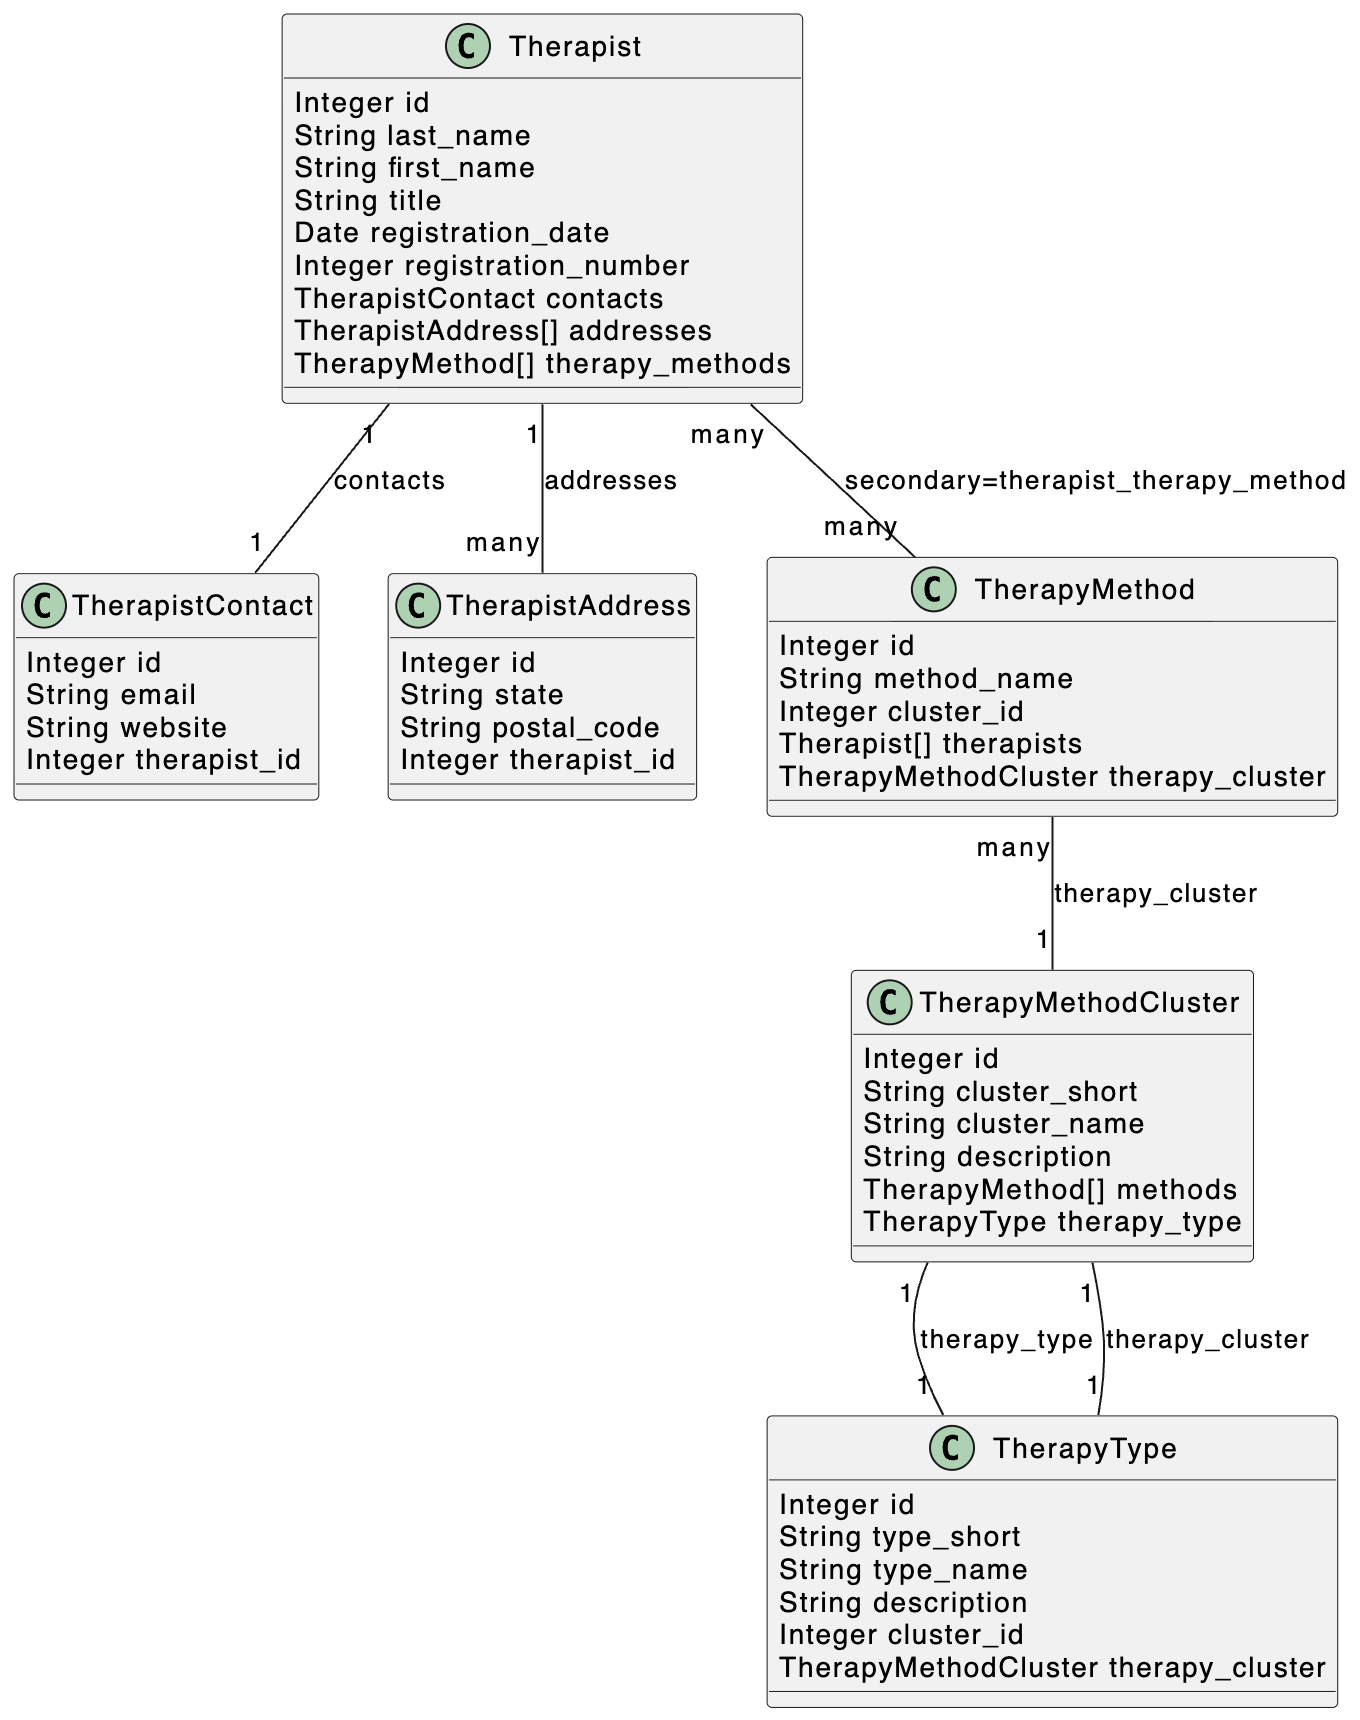 C Therapist
Integer id
String last_name
String first_name
String title
Date registration_date
Integer registration_number
TherapistContact contacts
TherapistAddress[] addresses
TherapyMethod[] therapy_methods
1
1
many
contacts
addresses
secondary=therapist_therapy_method
1
many
many
C TherapistContact
Integer id
String email
String website
Integer therapist_id
C TherapistAddress
Integer id
String state
String postal_code
Integer therapist_id
C TherapyMethod
Integer id
String method_name
Integer cluster_id
Therapist[] therapists
TherapyMethodCluster therapy_cluster
many
therapy_cluster
1
C TherapyMethodCluster
Integer id
String cluster_short
String cluster_name
String description
TherapyMethod[] methods
TherapyType therapy_type
1
1
therapy_type
therapy_cluster
1
1
C TherapyType
Integer id
String type_short
String type_name
String description
Integer cluster_id
TherapyMethodCluster therapy_cluster